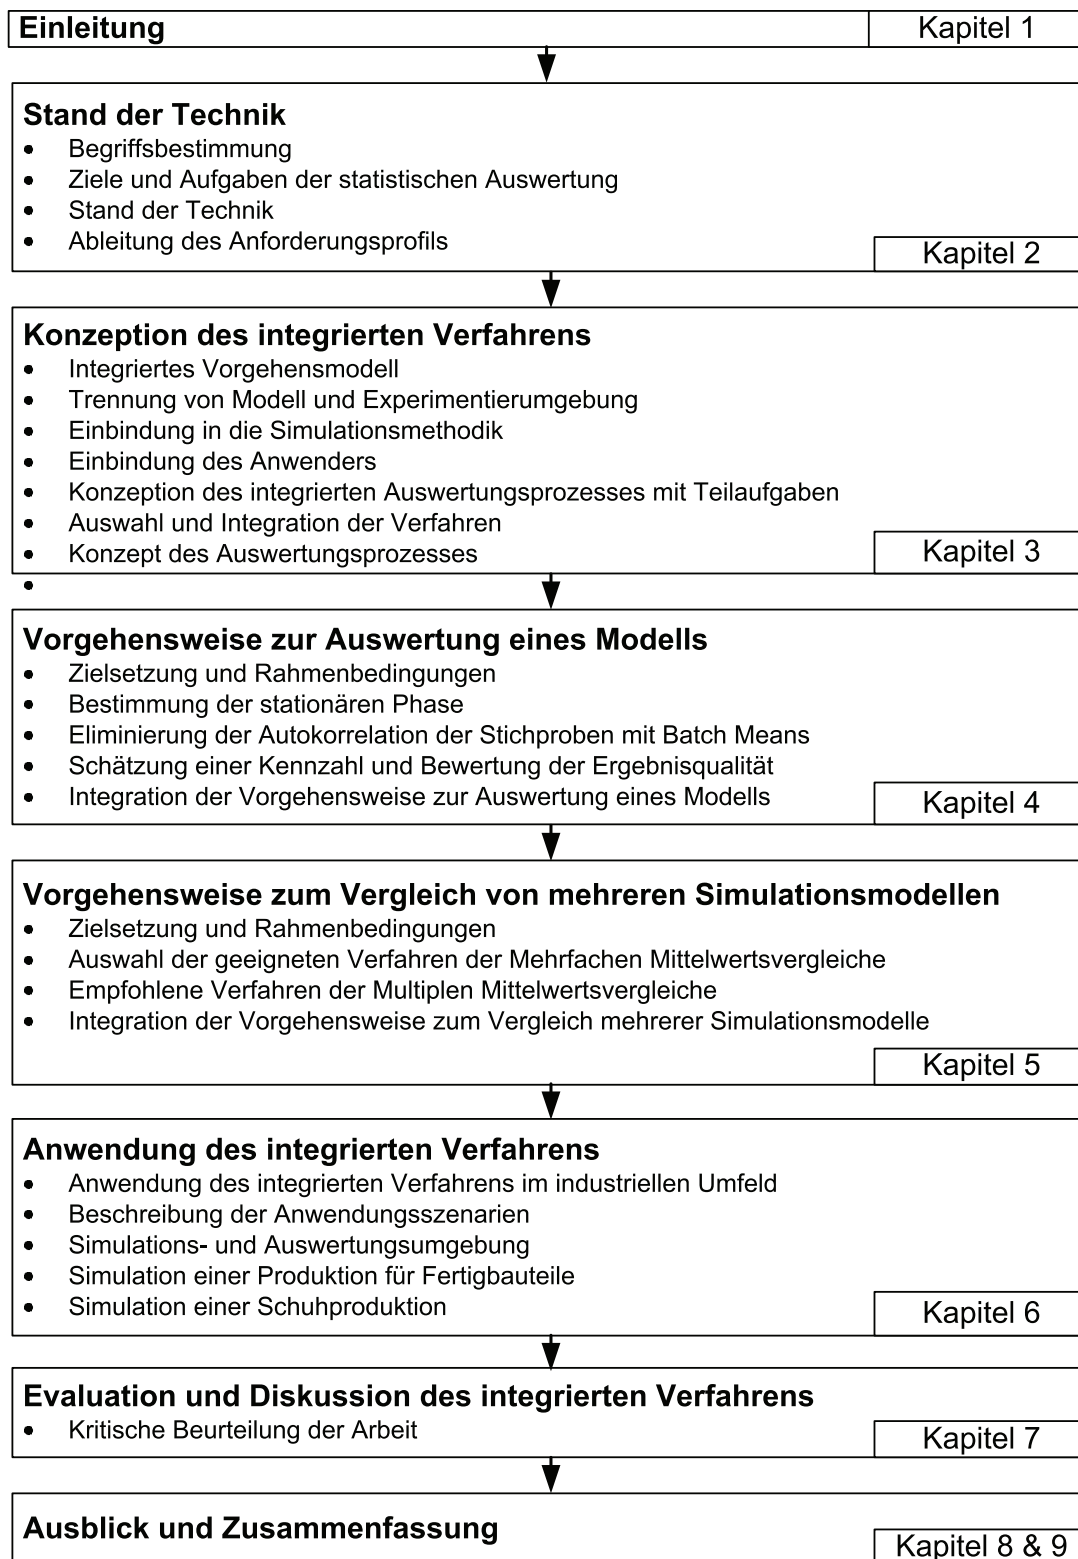 Einleitung
Kapitel 1
Stand der Technik
• Begriffsbestimmung
• Ziele und Aufgaben der statistischen Auswertung
• Stand der Technik
• Ableitung des Anforderungsprofils
Kapitel 2
Konzeption des integrierten Verfahrens
• Integriertes Vorgehensmodell
• Trennung von Modell und Experimentierumgebung
• Einbindung in die Simulationsmethodik
• Einbindung des Anwenders
• Konzeption des integrierten Auswertungsprozesses mit Teilaufgaben
• Auswahl und Integration der Verfahren
• Konzept des Auswertungsprozesses
•
Kapitel 3
Vorgehensweise zur Auswertung eines Modells
• Zielsetzung und Rahmenbedingungen
• Bestimmung der stationären Phase
• Eliminierung der Autokorrelation der Stichproben mit Batch Means
• Schätzung einer Kennzahl und Bewertung der Ergebnisqualität
• Integration der Vorgehensweise zur Auswertung eines Modells
Kapitel 4
Vorgehensweise zum Vergleich von mehreren Simulationsmodellen
• Zielsetzung und Rahmenbedingungen
• Auswahl der geeigneten Verfahren der Mehrfachen Mittelwertsvergleiche
• Empfohlene Verfahren der Multiplen Mittelwertsvergleiche
• Integration der Vorgehensweise zum Vergleich mehrerer Simulationsmodelle
Kapitel 5
Anwendung des integrierten Verfahrens
• Anwendung des integrierten Verfahrens im industriellen Umfeld
• Beschreibung der Anwendungsszenarien
• Simulations- und Auswertungsumgebung
• Simulation einer Produktion für Fertigbauteile
• Simulation einer Schuhproduktion
Kapitel 6
Evaluation und Diskussion des integrierten Verfahrens
• Kritische Beurteilung der Arbeit
Kapitel 7
Ausblick und Zusammenfassung
Kapitel 8 & 9